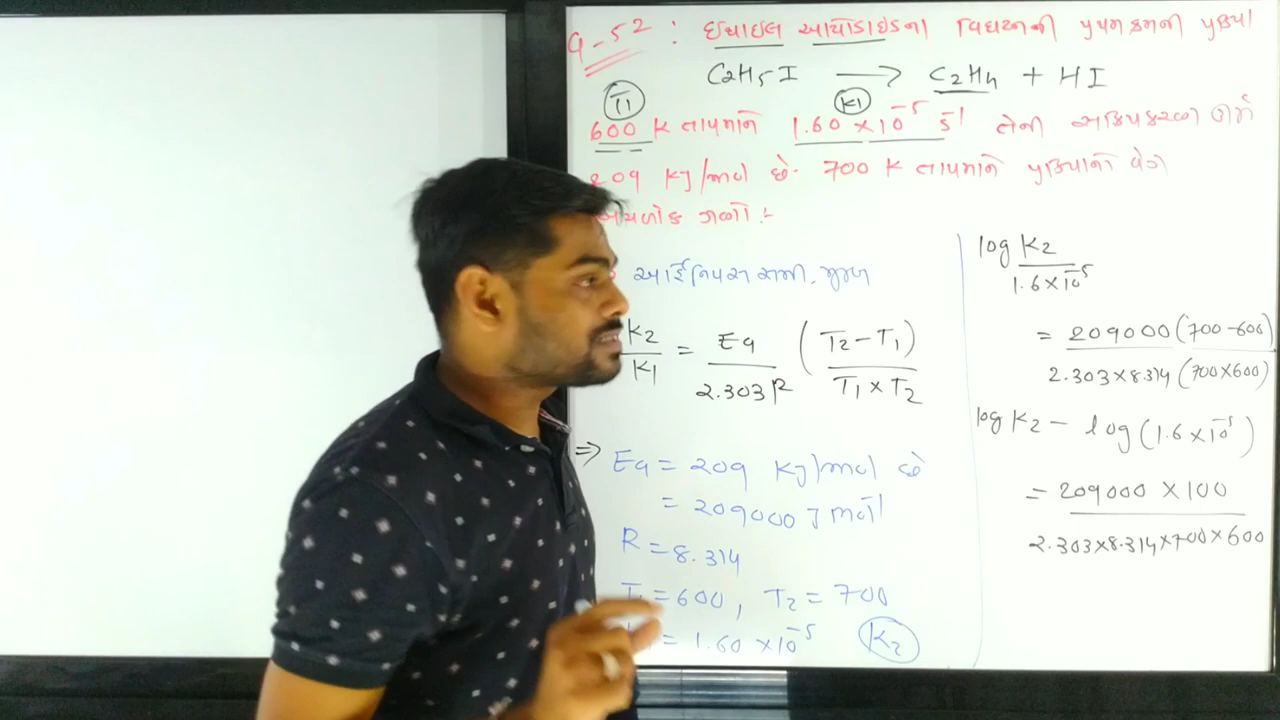 Q-52 : ઇથાઇલ આયોડાઇડના વિઘટનની પ્રથમક્રમની પ્રક્રિયા
C2H5I ⟶ C2H4 + HI
T1 K1
600 K તાપમાને 1.60 × 10⁻⁵ S⁻¹ તેની સક્રિયકરણ ઊર્જા
209 KJ/mol છે. 700 K તાપમાને પ્રક્રિયાનો વેગ
અચળાંક ગણો :-
આર્હેનિયસ સમી. મુજબ
K2/K1 = Ea/2.303R (T2-T1/T1×T2)
⇒ Ea = 209 KJ/mol છે
= 209000 J mol⁻¹
R = 8.314
T1 = 600, T2 = 700
= 1.60 × 10⁻⁵ K2
log K2/1.6×10⁻⁵
= 209000 (700-600)/2.303×8.314 (700×600)
log K2 - log (1.6×10⁻⁵)
= 209000 × 100/2.303×8.314×700×600